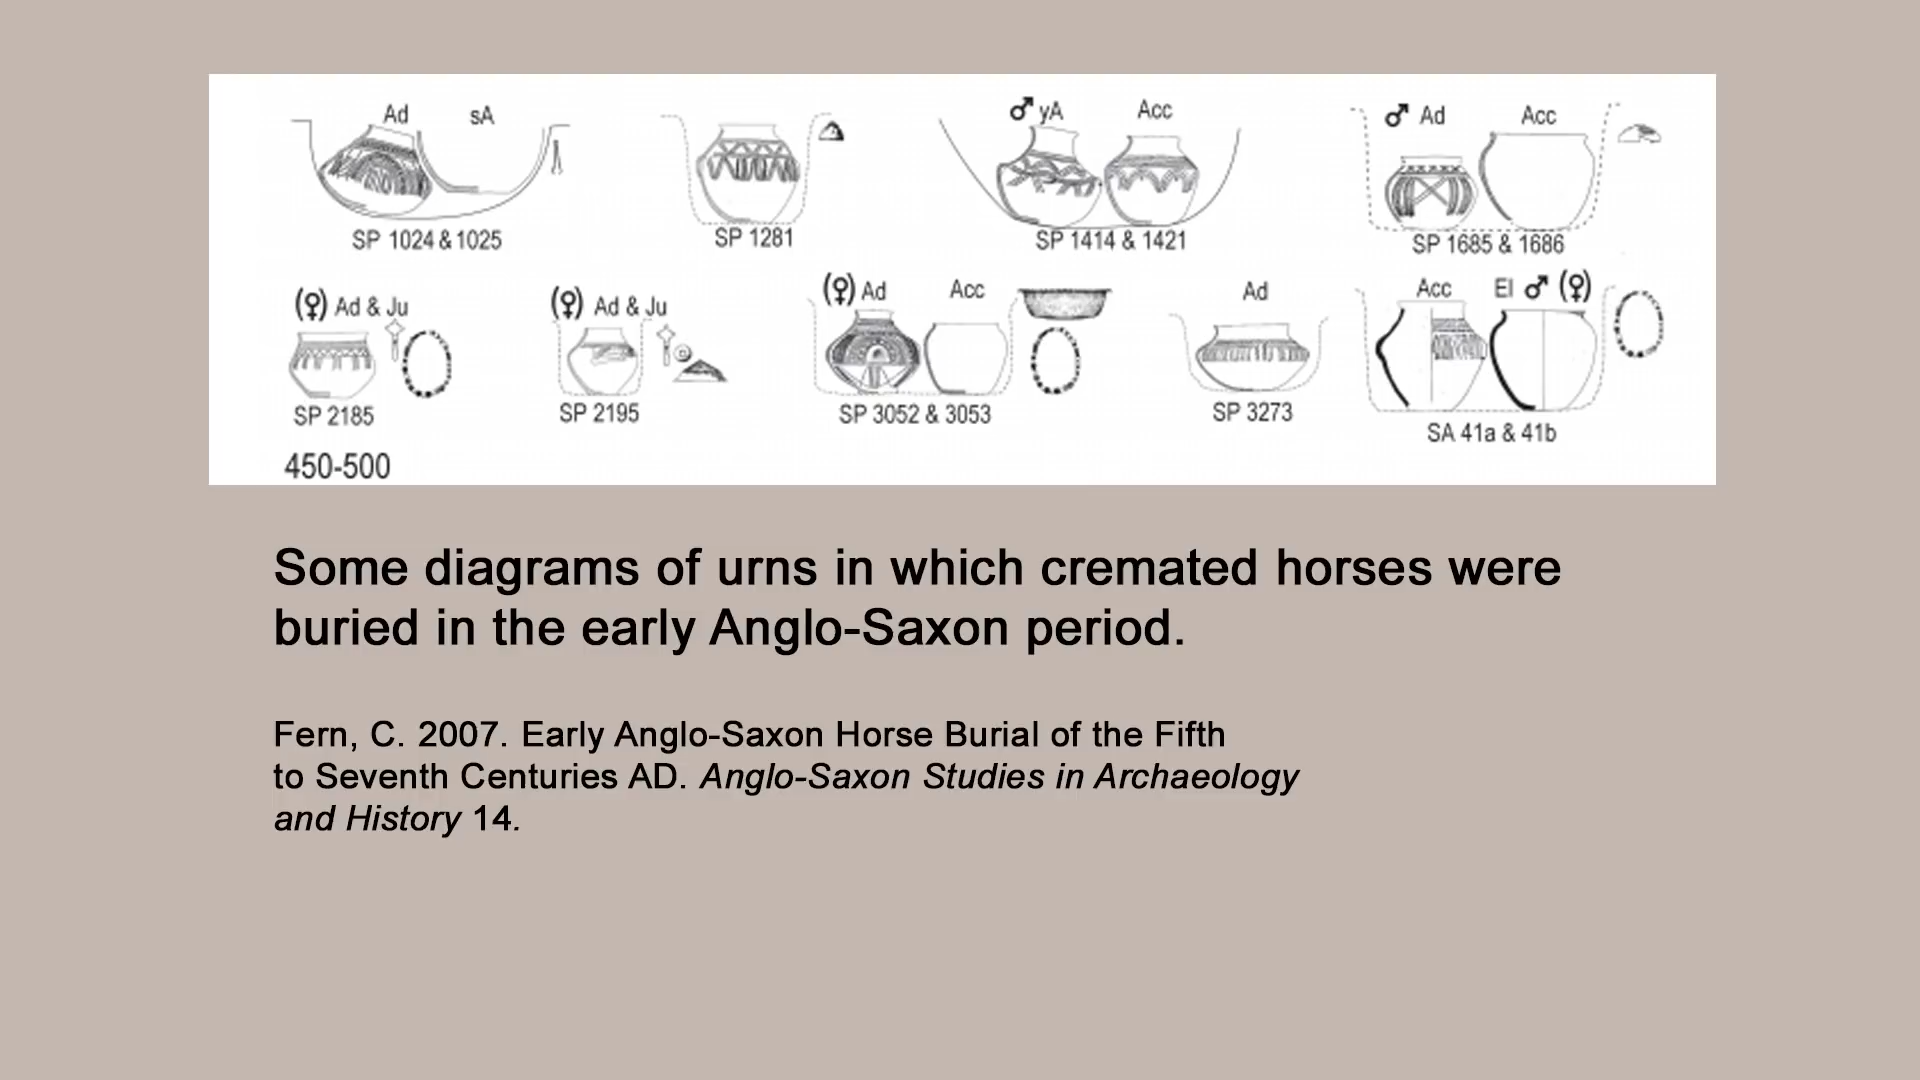 Ad sA ♂ yA Acc ♂ Ad Acc
SP 1024 & 1025 SP 1281 SP 1414 & 1421 SP 1685 & 1686
(♀) Ad & Ju (♀) Ad & Ju (♀) Ad Acc Ad Acc El ♂ (♀)
SP 2185 SP 2195 SP 3052 & 3053 SP 3273 SA 41a & 41b
450-500
Some diagrams of urns in which cremated horses were
buried in the early Anglo-Saxon period.
Fern, C. 2007. Early Anglo-Saxon Horse Burial of the Fifth
to Seventh Centuries AD. Anglo-Saxon Studies in Archaeology
and History 14.